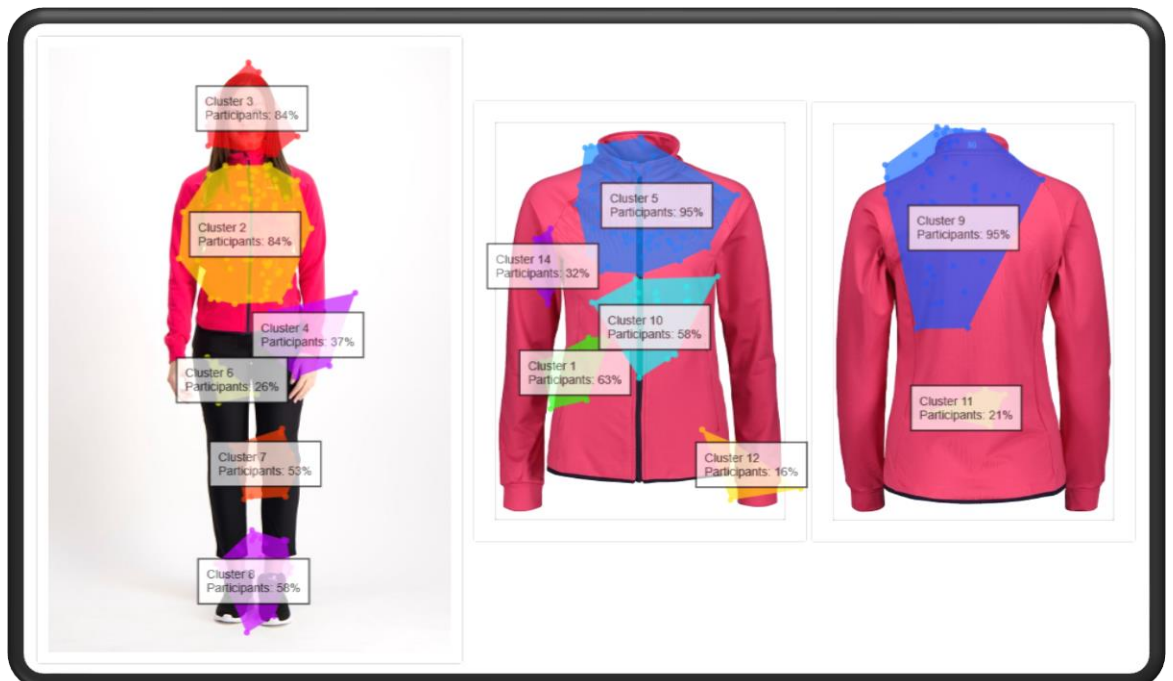 Cluster 3
Participants: 84%
Cluster 2
Participants: 84%
Cluster 4
Participants: 37%
Cluster 6
Participants: 26%
Cluster 7
Participants: 53%
Cluster 8
Participants: 58%
Cluster 5
Participants: 95%
Cluster 14
Participants: 32%
Cluster 10
Participants: 58%
Cluster 1
Participants: 63%
Cluster 12
Participants: 16%
Cluster 9
Participants: 95%
Cluster 11
Participants: 21%